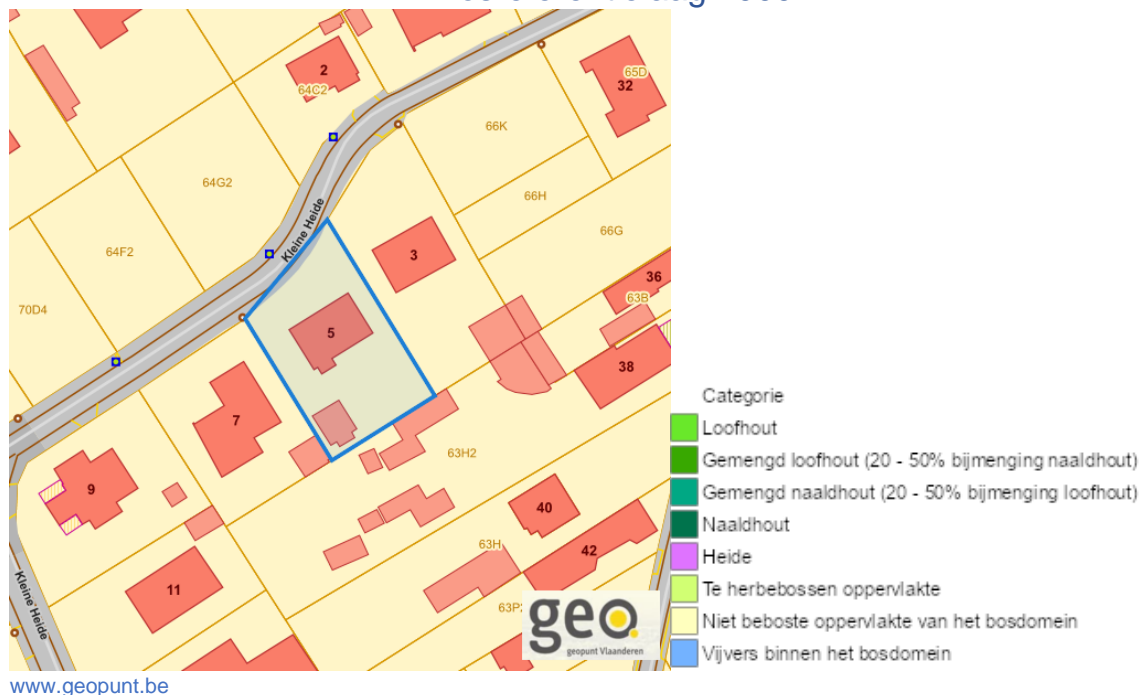 2
64C2
65D
32
66K
64G2
66H
Kleine Heide
66G
64F2
3
36
63B
70D4
5
38
7
63H2
9
40
63H
42
11
Kleine Heide
63P2
geo.
geopunt Vlaanderen
Categorie
Loofhout
Gemengd loofhout (20 - 50% bijmenging naaldhout)
Gemengd naaldhout (20 - 50% bijmenging loofhout)
Naaldhout
Heide
Te herbebossen oppervlakte
Niet beboste oppervlakte van het bosdomein
Vijvers binnen het bosdomein
www.geopunt.be